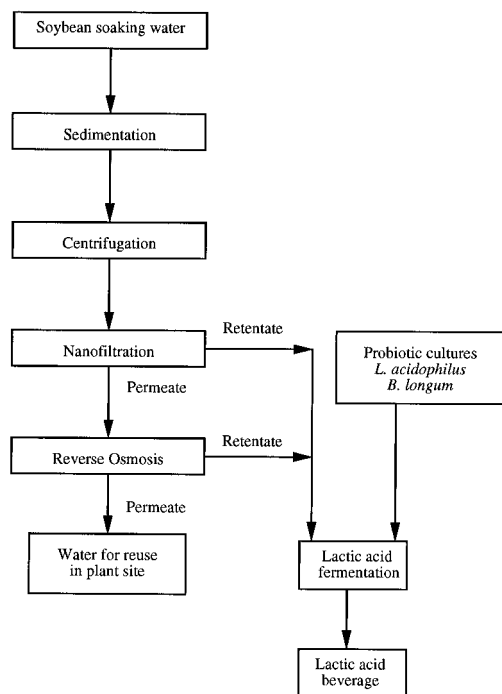 Soybean soaking water
Sedimentation
Centrifugation
Nanofiltration
Retentate
Permeate
Probiotic cultures
L. acidophilus
B. longum
Reverse Osmosis
Retentate
Permeate
Water for reuse
in plant site
Lactic acid
fermentation
Lactic acid
beverage